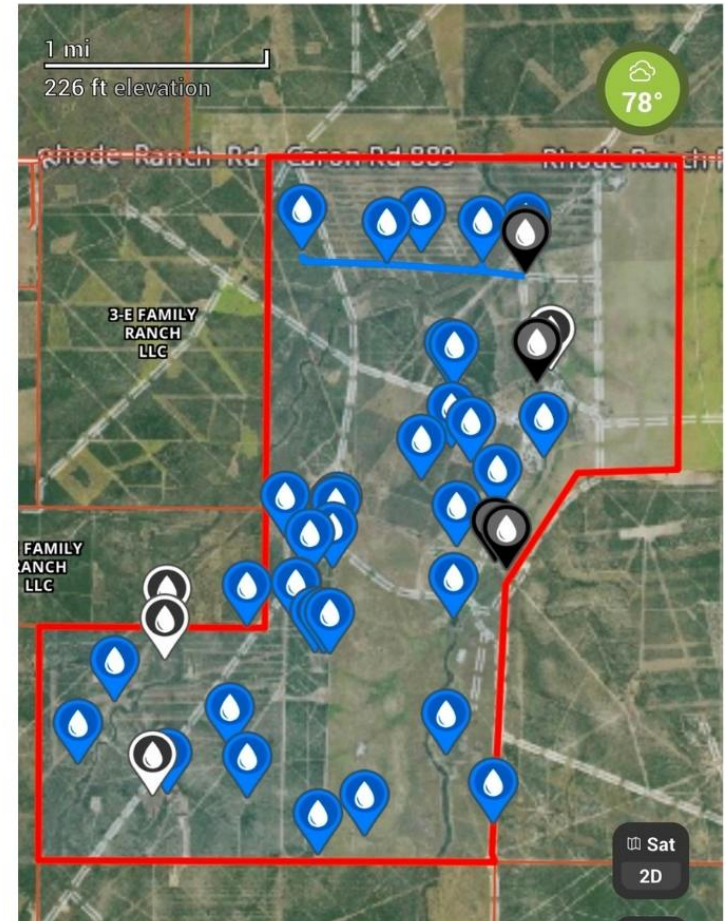 1 mi
226 ft elevation
78°
Rhode Ranch Rd
Caron Rd 889
Rhode Ranch
3-E FAMILY
RANCH
LLC
FAMILY
RANCH
LLC
Sat
2D